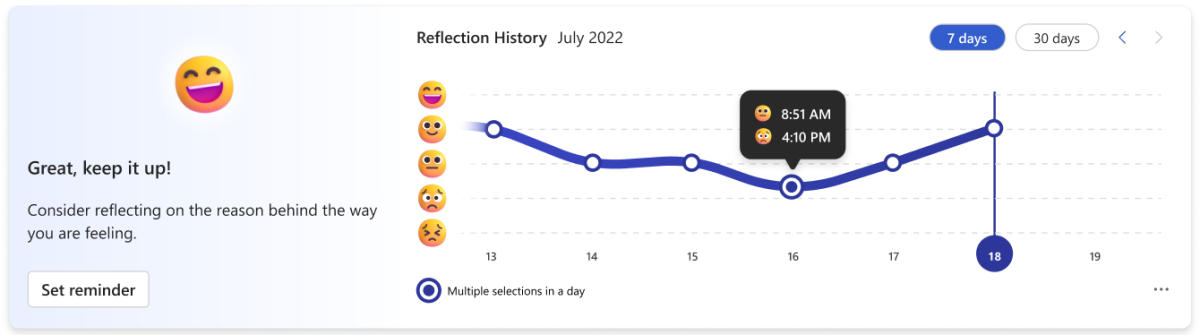 Great, keep it up!
Consider reflecting on the reason behind the way
you are feeling.
Set reminder
Reflection History July 2022
7 days
30 days
8:51 AM
4:10 PM
13 14 15 16 17 18 19
Multiple selections in a day